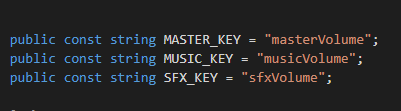 public const string MASTER_KEY = "masterVolume";
public const string MUSIC_KEY = "musicVolume";
public const string SFX_KEY = "sfxVolume";